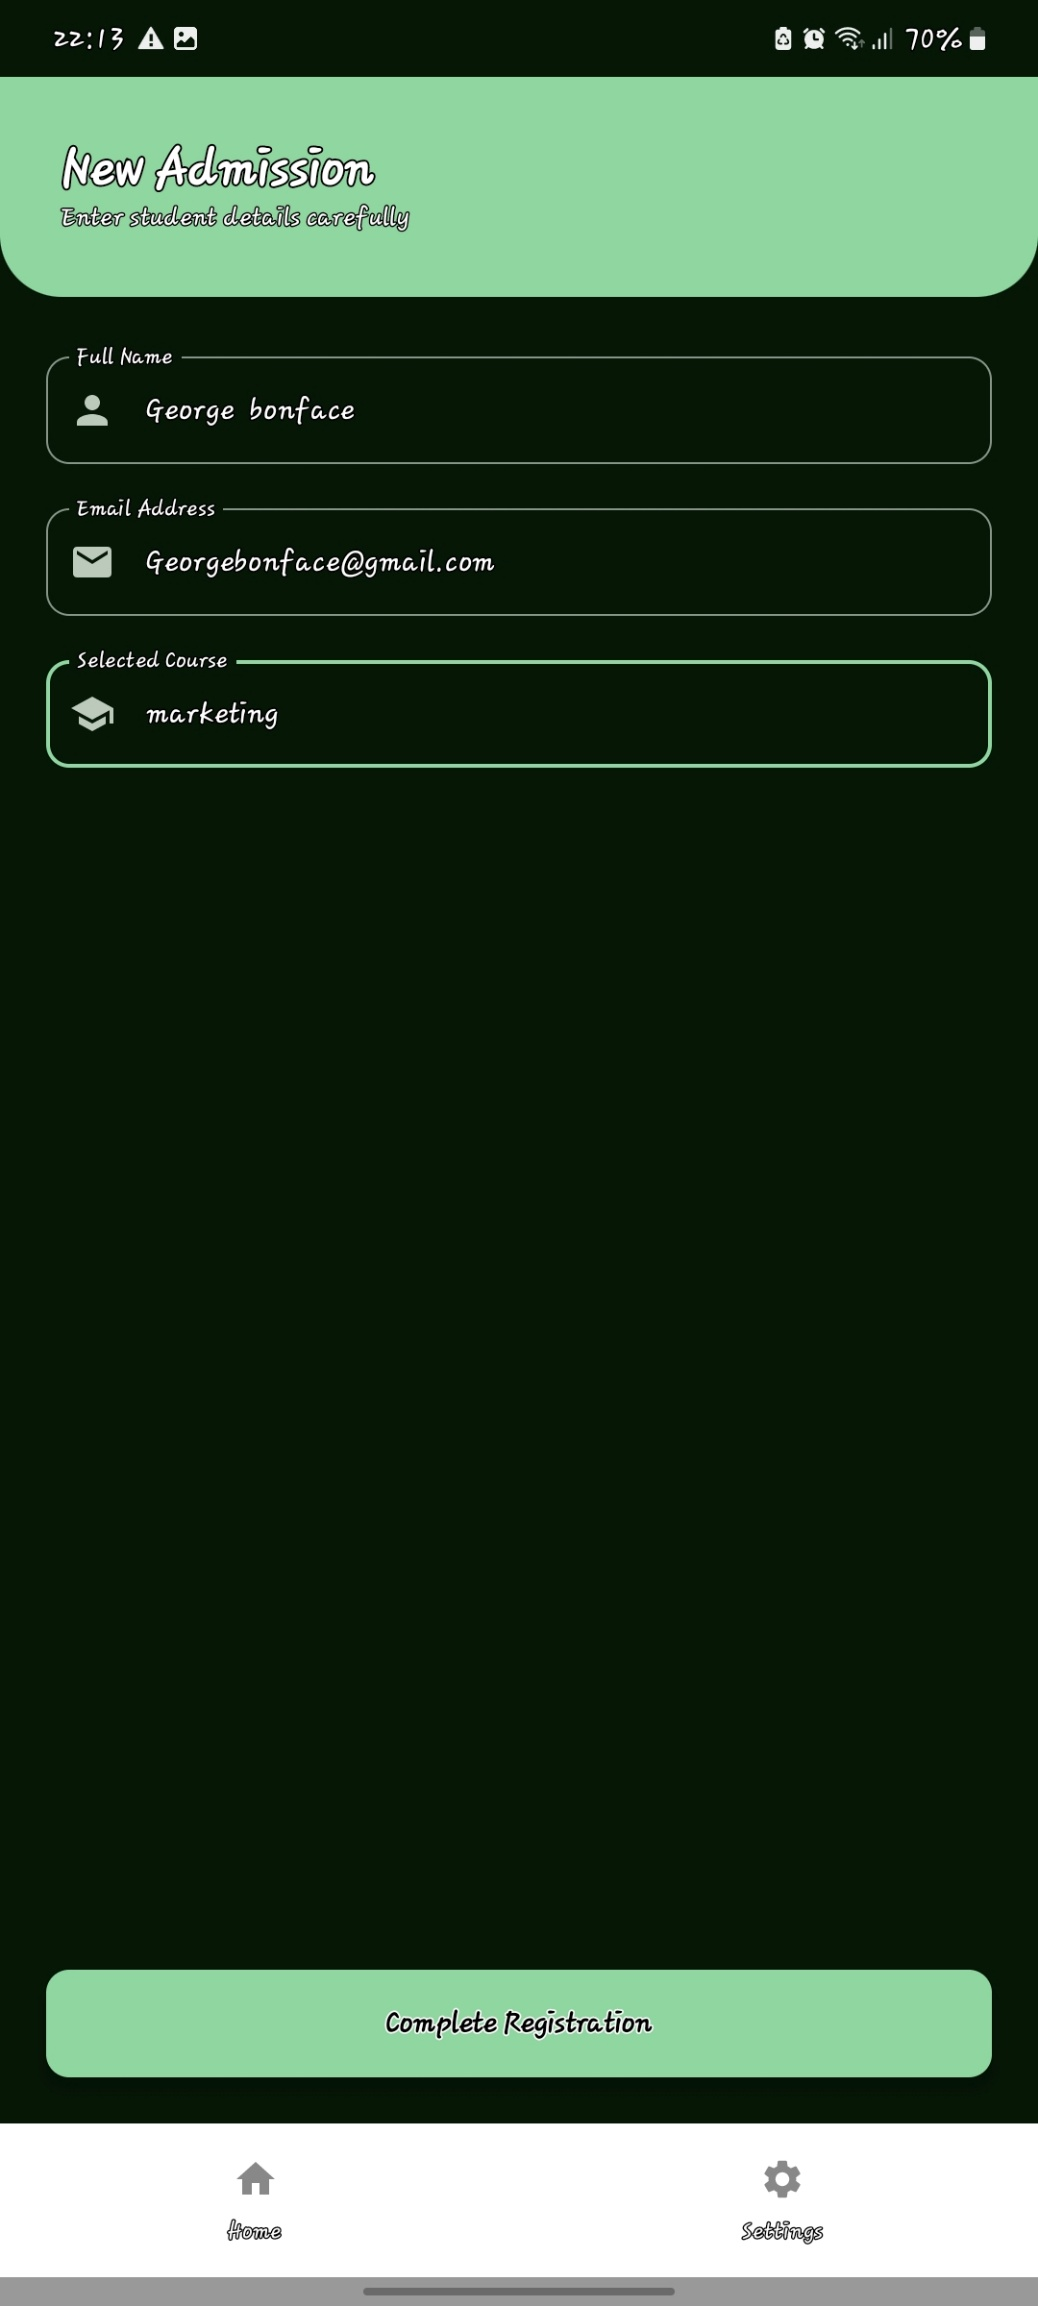 22:13 70%
New Admission
Enter student details carefully
Full Name
George bonface
Email Address
Georgebonface@gmail.com
Selected Course
marketing
Complete Registration
Home Settings